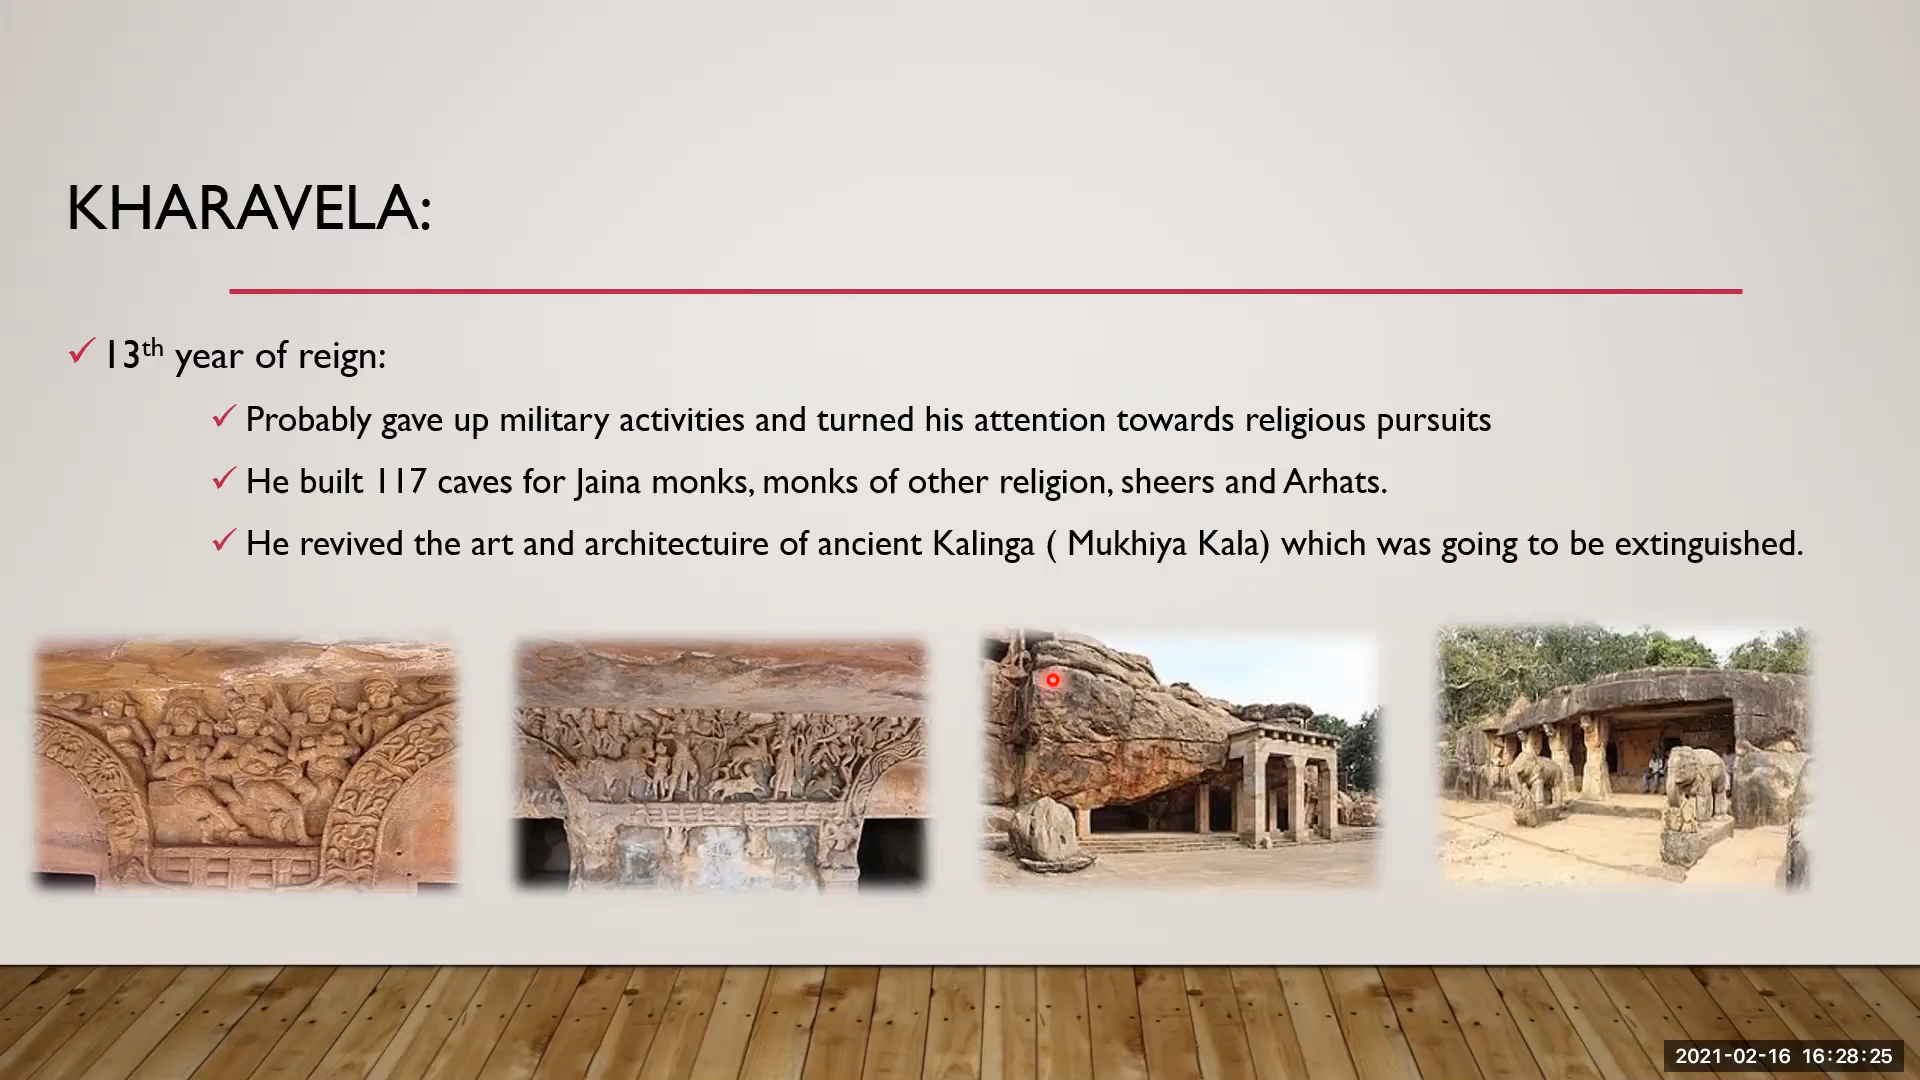 KHARAVELA:
13th year of reign:
Probably gave up military activities and turned his attention towards religious pursuits
He built 117 caves for Jaina monks, monks of other religion, sheers and Arhats.
He revived the art and architectuire of ancient Kalinga ( Mukhiya Kala) which was going to be extinguished.
2021-02-16 16:28:25